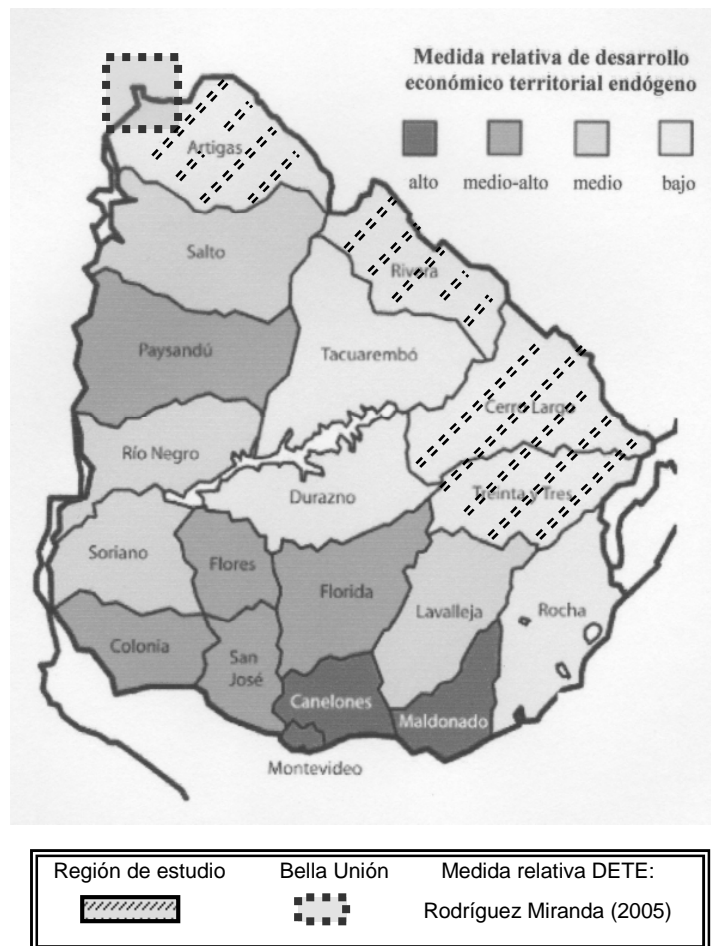 Medida relativa de desarrollo
económico territorial endógeno
alto medio-alto medio bajo
Artigas
Salto
Rivera
Paysandú
Tacuarembó
Cerro Largo
Río Negro
Durazno
Treinta y Tres
Soriano
Flores
Florida
Lavalleja
Rocha
Colonia
San
José
Canelones
Maldonado
Montevideo
Región de estudio Bella Unión Medida relativa DETE:
Rodríguez Miranda (2005)